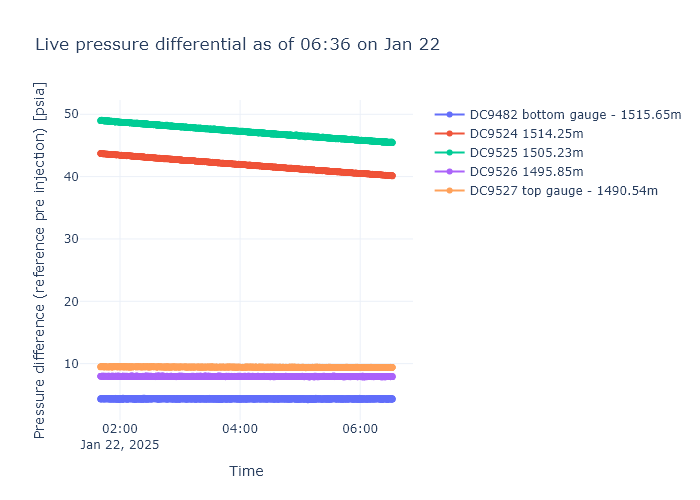 Live pressure differential as of 06:36 on Jan 22
Pressure difference (reference pre injection) [psia]
50
40
30
20
10
02:00
Jan 22, 2025
04:00
06:00
Time
DC9482 bottom gauge - 1515.65m
DC9524 1514.25m
DC9525 1505.23m
DC9526 1495.85m
DC9527 top gauge - 1490.54m